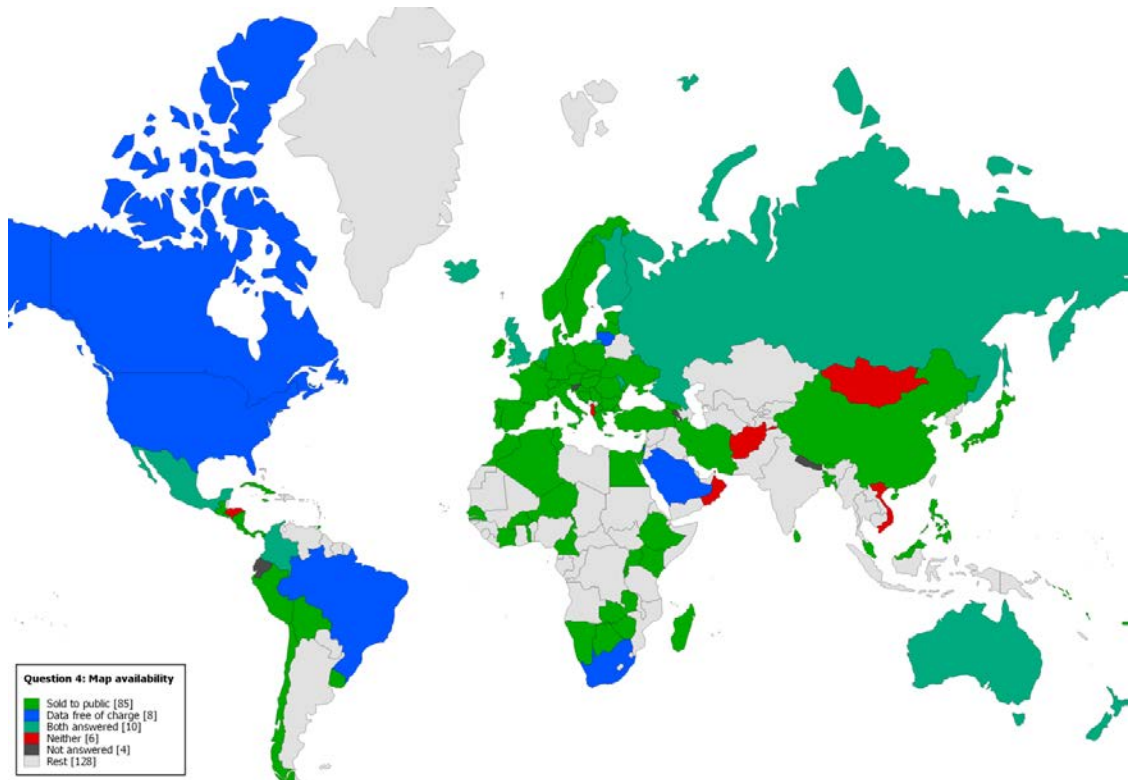 Question 4: Map availability
Sold to public [85]
Data free of charge [8]
Both answered [10]
Neither [6]
Not answered [4]
Rest [128]